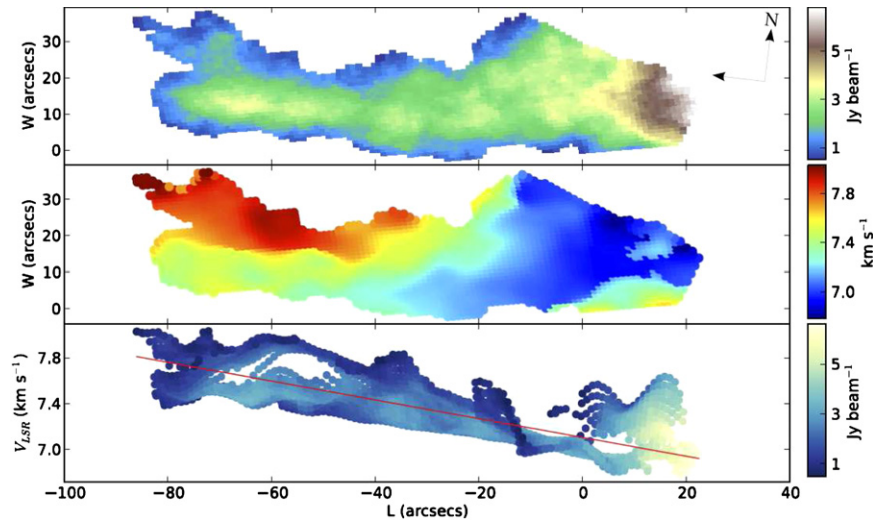 N
30
20
10
0
W (arcsecs)
5
3
1
Jy beam⁻¹
30
20
10
0
W (arcsecs)
7.8
7.4
7.0
km s⁻¹
7.8
7.4
7.0
V_LSR (km s⁻¹)
5
3
1
Jy beam⁻¹
−100 −80 −60 −40 −20 0 20 40
L (arcsecs)